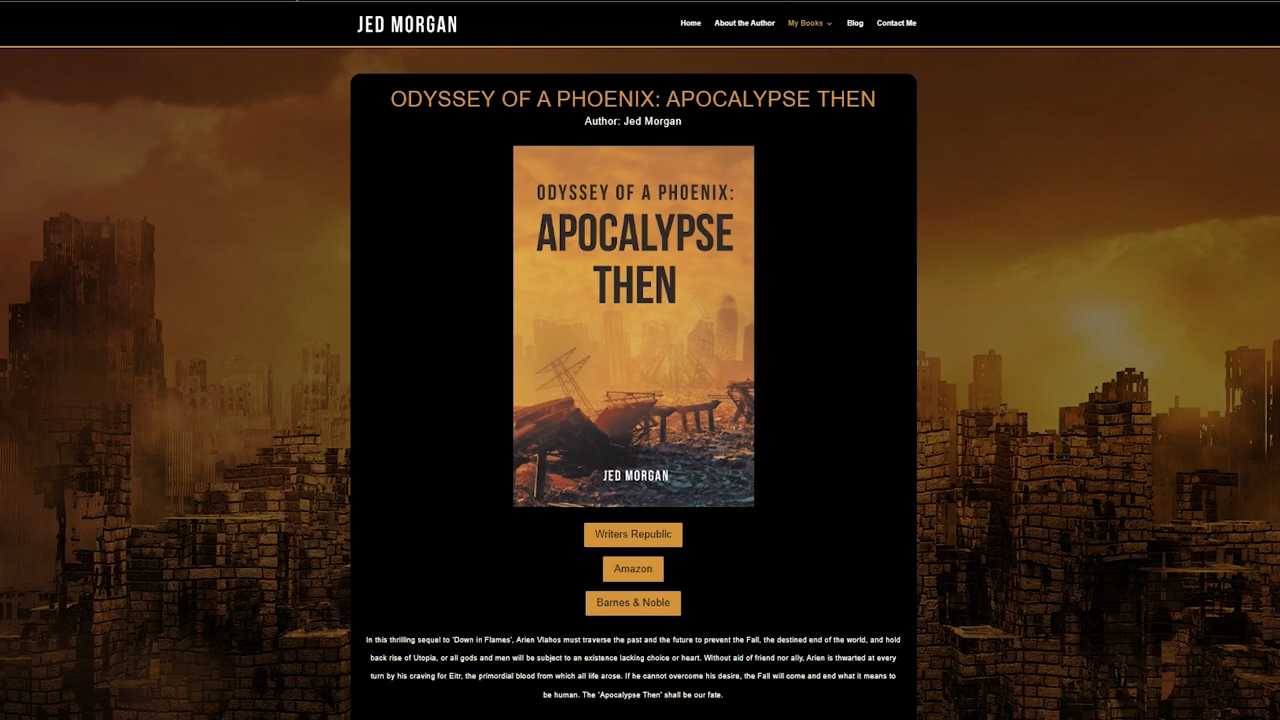 JED MORGAN
Home About the Author My Books Blog Contact Me
ODYSSEY OF A PHOENIX: APOCALYPSE THEN
Author: Jed Morgan
ODYSSEY OF A PHOENIX:
APOCALYPSE
THEN
JED MORGAN
Writers Republic
Amazon
Barnes & Noble
In this thrilling sequel to 'Down in Flames', Arien Vlahos must traverse the past and the future to prevent the Fall, the destined end of the world, and hold
back rise of Utopia, or all gods and men will be subject to an existence lacking choice or heart. Without aid of friend nor ally, Arien is thwarted at every
turn by his craving for Eitr, the primordial blood from which all life arose. If he cannot overcome his desire, the Fall will come and end what it means to
be human. The 'Apocalypse Then' shall be our fate.